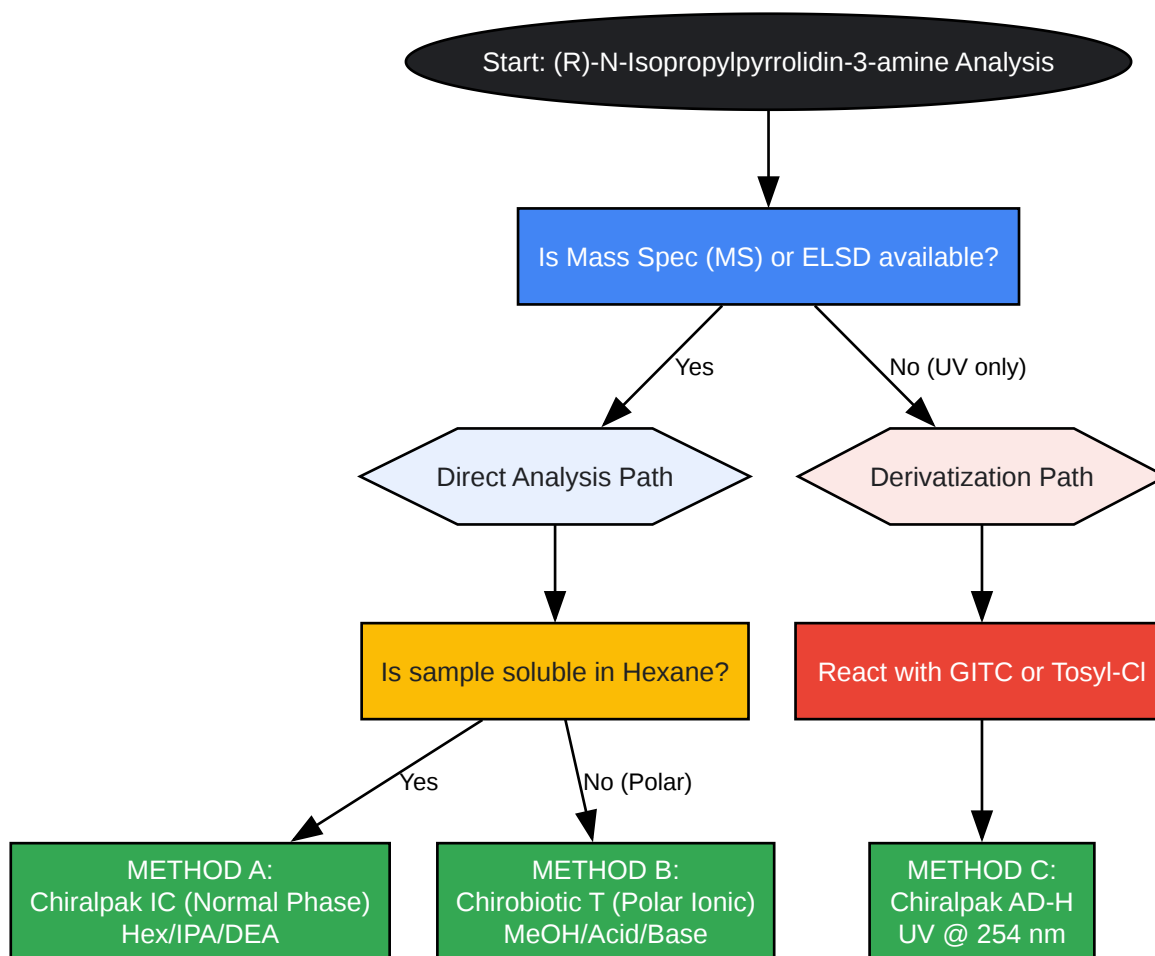 Start: (R)-N-Isopropylpyrrolidin-3-amine Analysis
Is Mass Spec (MS) or ELSD available?
Yes
No (UV only)
Direct Analysis Path
Derivatization Path
Is sample soluble in Hexane?
React with GITC or Tosyl-Cl
Yes
No (Polar)
METHOD A:
Chiralpak IC (Normal Phase)
Hex/IPA/DEA
METHOD B:
Chirobiotic T (Polar Ionic)
MeOH/Acid/Base
METHOD C:
Chiralpak AD-H
UV @ 254 nm